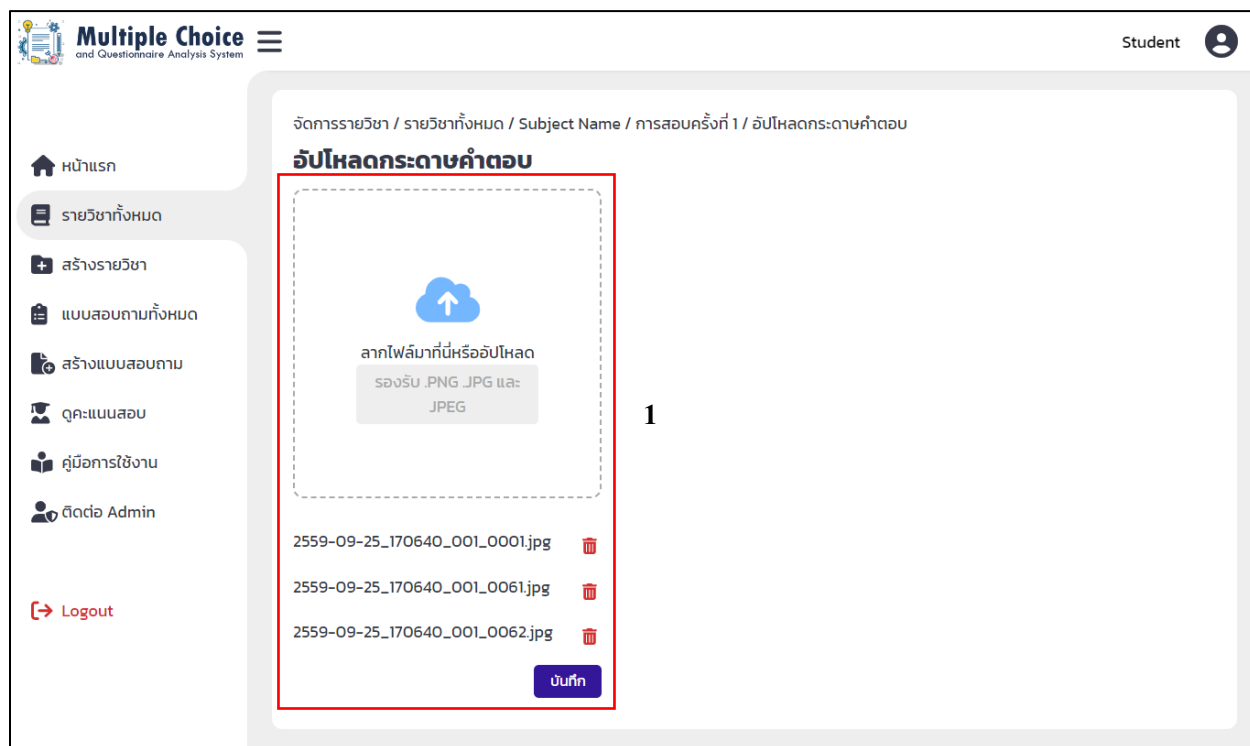 Multiple Choice
and Questionnaire Analysis System
Student
จัดการรายวิชา / รายวิชาทั้งหมด / Subject Name / การสอบครั้งที่ 1 / อัปโหลดกระดาษคำตอบ
อัปโหลดกระดาษคำตอบ
หน้าแรก
รายวิชาทั้งหมด
สร้างรายวิชา
แบบสอบถามทั้งหมด
สร้างแบบสอบถาม
ดูคะแนนสอบ
คู่มือการใช้งาน
ติดต่อ Admin
Logout
ลากไฟล์มาที่นี่หรืออัปโหลด
รองรับ .PNG .JPG และ
JPEG
1
2559-09-25_170640_001_0001.jpg
2559-09-25_170640_001_0061.jpg
2559-09-25_170640_001_0062.jpg
บันทึก